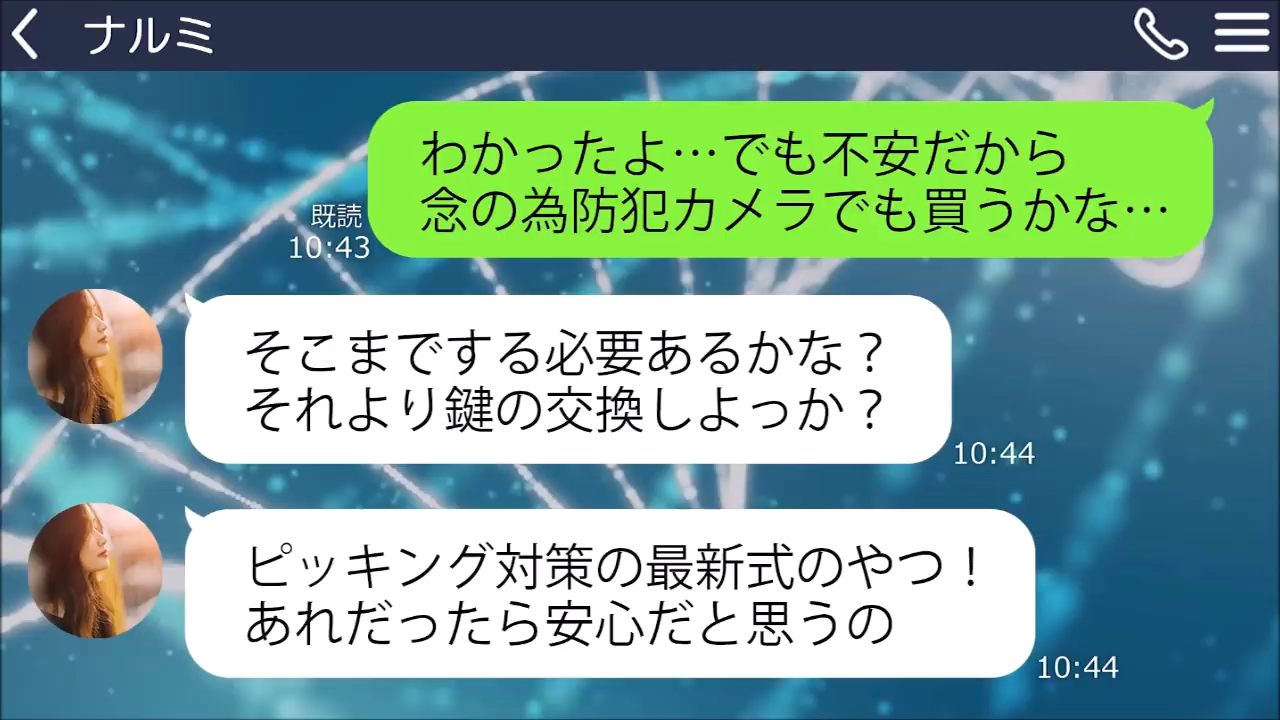 ナルミ
わかったよ…でも不安だから
念の為防犯カメラでも買うかな…
既読
10:43
そこまでする必要あるかな？
それより鍵の交換しよっか？
10:44
ピッキング対策の最新式のやつ！
あれだったら安心だと思うの
10:44